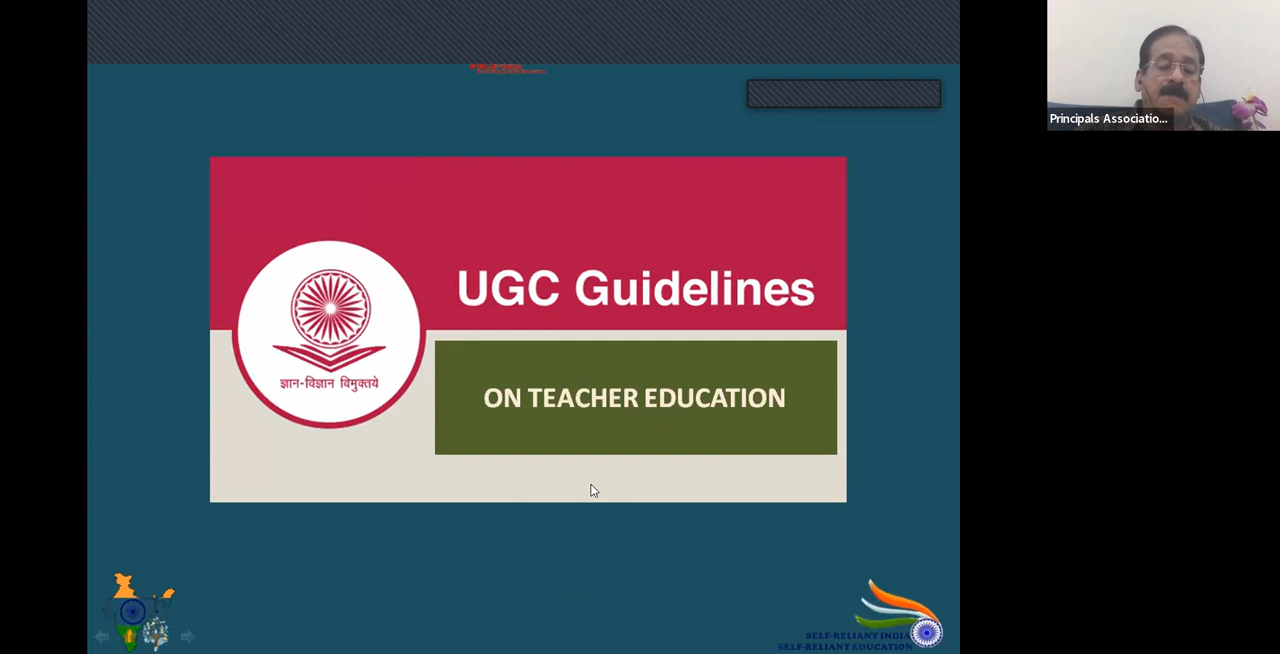 Principals Associatio...
UGC Guidelines
ज्ञान-विज्ञान विमुक्तये
ON TEACHER EDUCATION
SELF-RELIANT INDIA
SELF-RELIANT EDUCATION